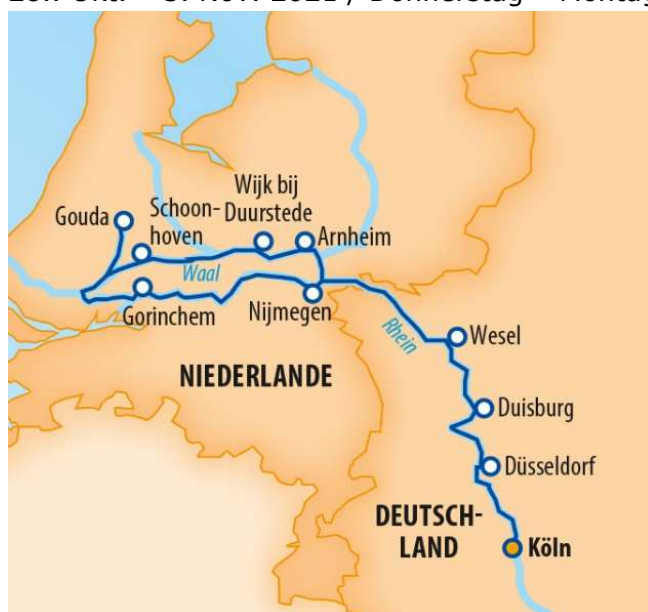 Wijk bij
Duurstede
Schoon-
hoven
Gouda
Arnheim
Waal
Gorinchem
Nijmegen
Rhein
Wesel
NIEDERLANDE
Duisburg
Düsseldorf
DEUTSCH-
LAND
Köln